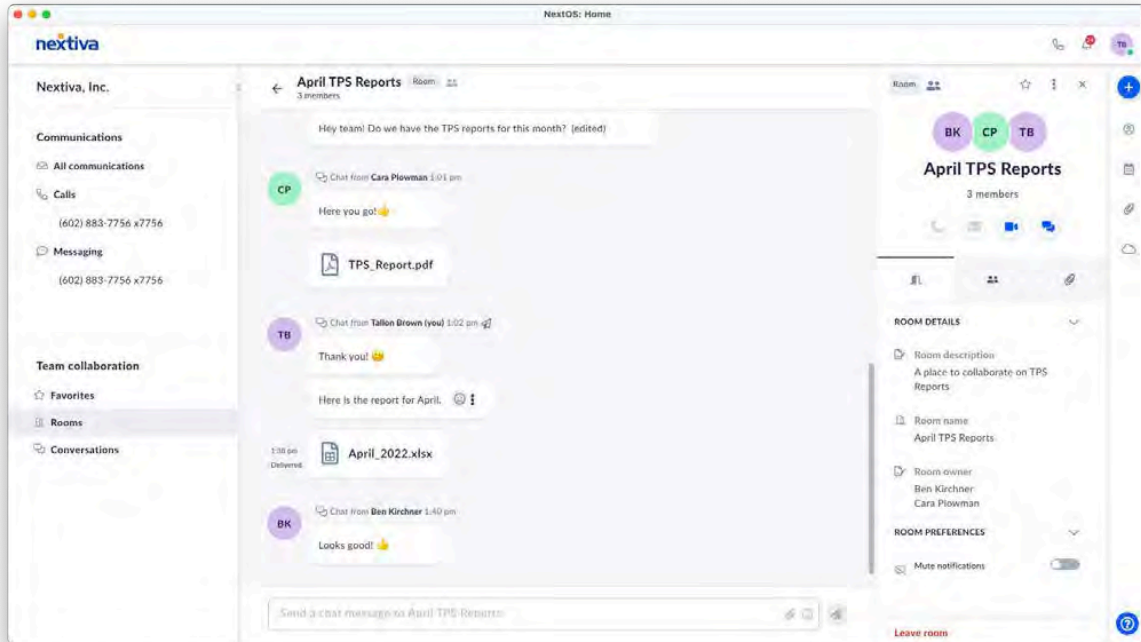 NextOS: Home
nextiva
TB
Nextiva, Inc.
Communications
All communications
Calls
(602) 883-7756 x7756
Messaging
(602) 883-7756 x7756
Team collaboration
Favorites
Rooms
Conversations
April TPS Reports Room
3 members
Hey team! Do we have the TPS reports for this month? (edited)
CP
Chat from Cara Plowman 1:01 pm
Here you go!👍
TPS_Report.pdf
TB
Chat from Tallon Brown (you) 1:02 pm
Thank you! 😋
Here is the report for April.
1:38 pm
Delivered
April_2022.xlsx
BK
Chat from Ben Kirchner 1:40 pm
Looks good! 👍
Send a chat message to April TPS Reports
Room
BK CP TB
April TPS Reports
3 members
ROOM DETAILS
Room description
A place to collaborate on TPS
Reports
Room name
April TPS Reports
Room owner
Ben Kirchner
Cara Plowman
ROOM PREFERENCES
Mute notifications
Leave room